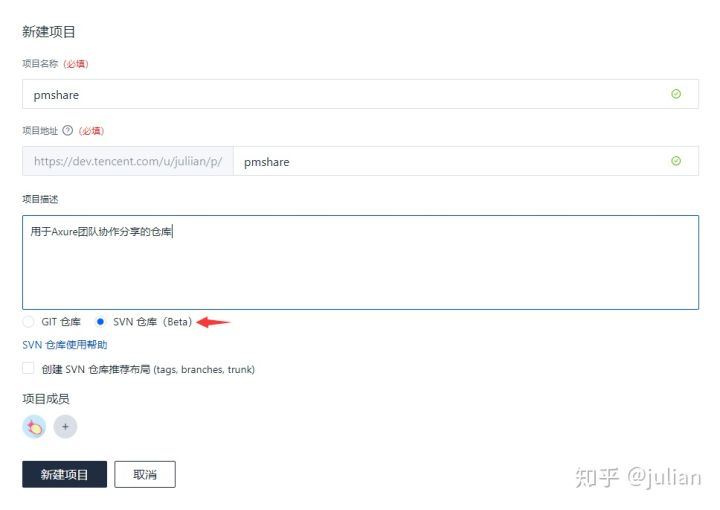 新建项目
项目名称（必填）
pmshare
项目地址 ? （必填）
https://dev.tencent.com/u/juliian/p/ pmshare
项目描述
用于Axure团队协作分享的仓库
GIT 仓库 SVN 仓库（Beta）
SVN 仓库使用帮助
创建 SVN 仓库推荐布局 (tags, branches, trunk)
项目成员
+
新建项目 取消
知乎 @julian